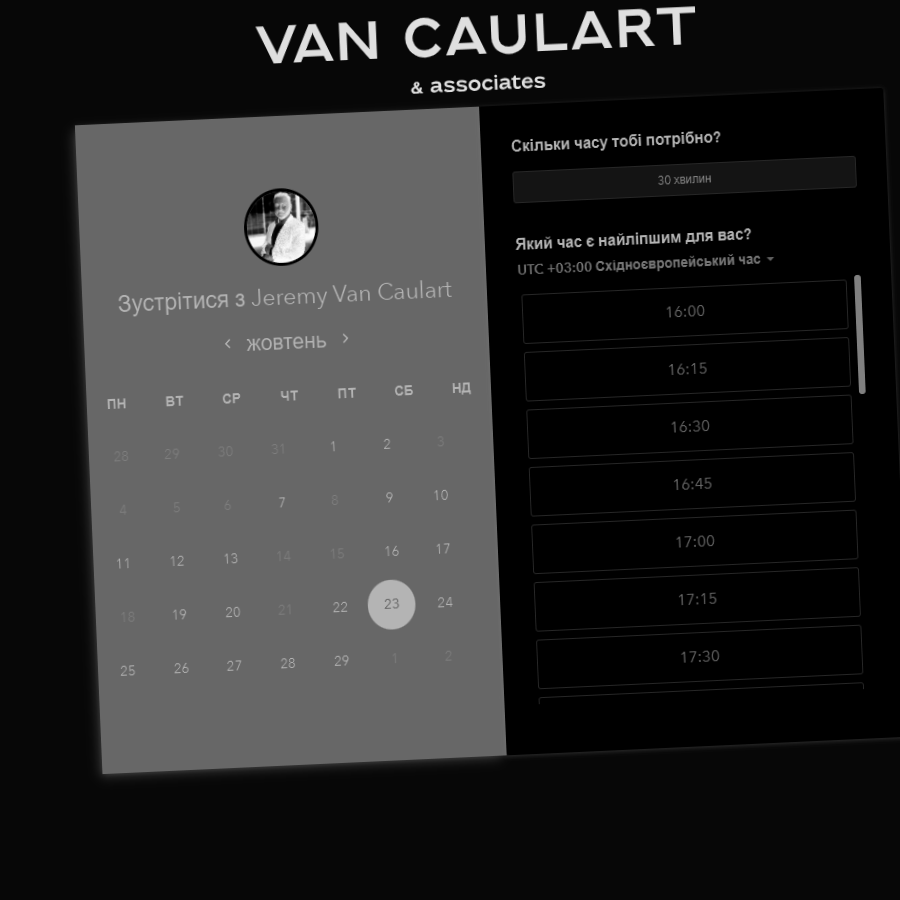 VAN CAULART
& associates
Зустрітися з Jeremy Van Caulart
жовтень
ПН ВТ СР ЧТ ПТ СБ НД
28 29 30 31 1 2 3
4 5 6 7 8 9 10
11 12 13 14 15 16 17
18 19 20 21 22 23 24
25 26 27 28 29 1 2
Скільки часу тобі потрібно?
30 хвилин
Який час є найліпшим для вас?
UTC +03:00 Східноєвропейський час
16:00
16:15
16:30
16:45
17:00
17:15
17:30